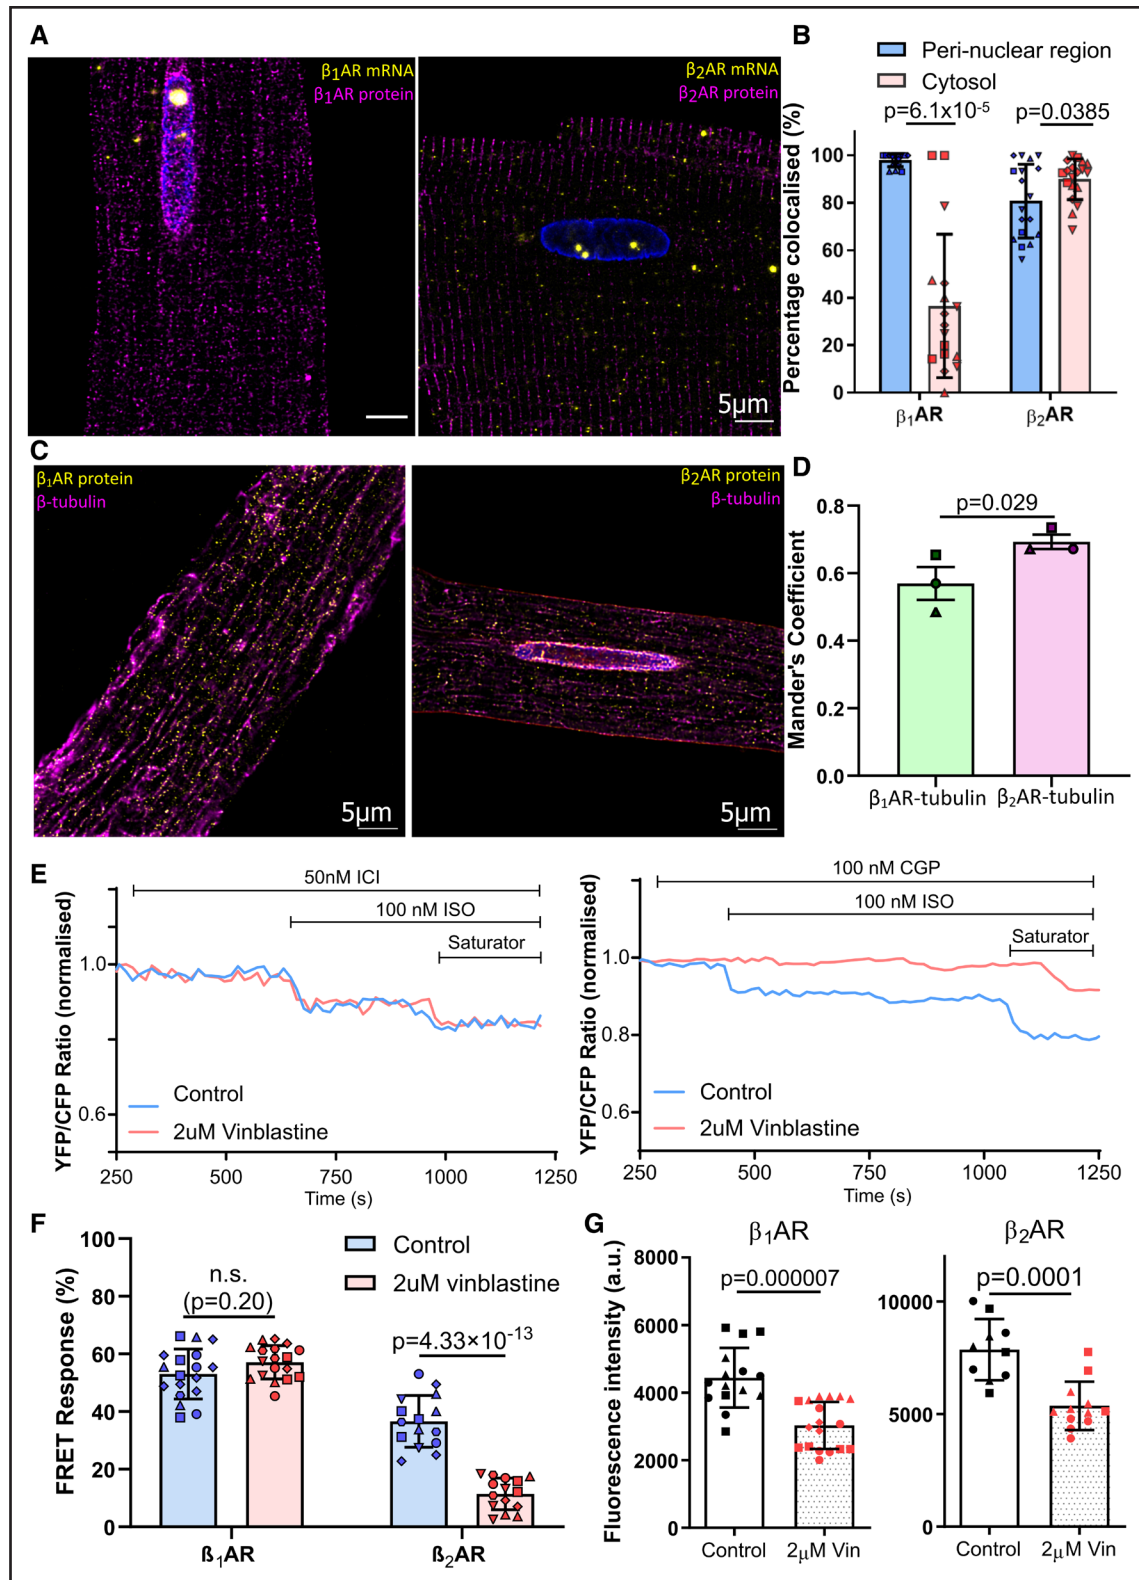 A
β₁AR mRNA
β₁AR protein
β₂AR mRNA
β₂AR protein
5µm
B
Peri-nuclear region
Cytosol
p=6.1x10⁻⁵
p=0.0385
Percentage colocalised (%)
100
80
60
40
20
0
β₁AR
β₂AR
C
β₁AR protein
β-tubulin
5µm
β₂AR protein
β-tubulin
5µm
D
p=0.029
Mander's Coefficient
0.8
0.6
0.4
0.2
0.0
β₁AR-tubulin
β₂AR-tubulin
E
50nM ICI
100 nM ISO
Saturator
YFP/CFP Ratio (normalised)
1.0
0.6
Control
2uM Vinblastine
250
500
750
1000
1250
Time (s)
100 nM CGP
100 nM ISO
Saturator
YFP/CFP Ratio (normalised)
1.0
0.8
0.6
Control
2uM Vinblastine
250
500
750
1000
1250
Time (s)
F
Control
2uM vinblastine
n.s.
(p=0.20)
p=4.33×10⁻¹³
FRET Response (%)
100
80
60
40
20
0
ß₁AR
ß₂AR
G
β₁AR
p=0.000007
Fluorescence intensity (a.u.)
8000
6000
4000
2000
0
Control
2µM Vin
β₂AR
p=0.0001
10000
5000
0
Control
2µM Vin